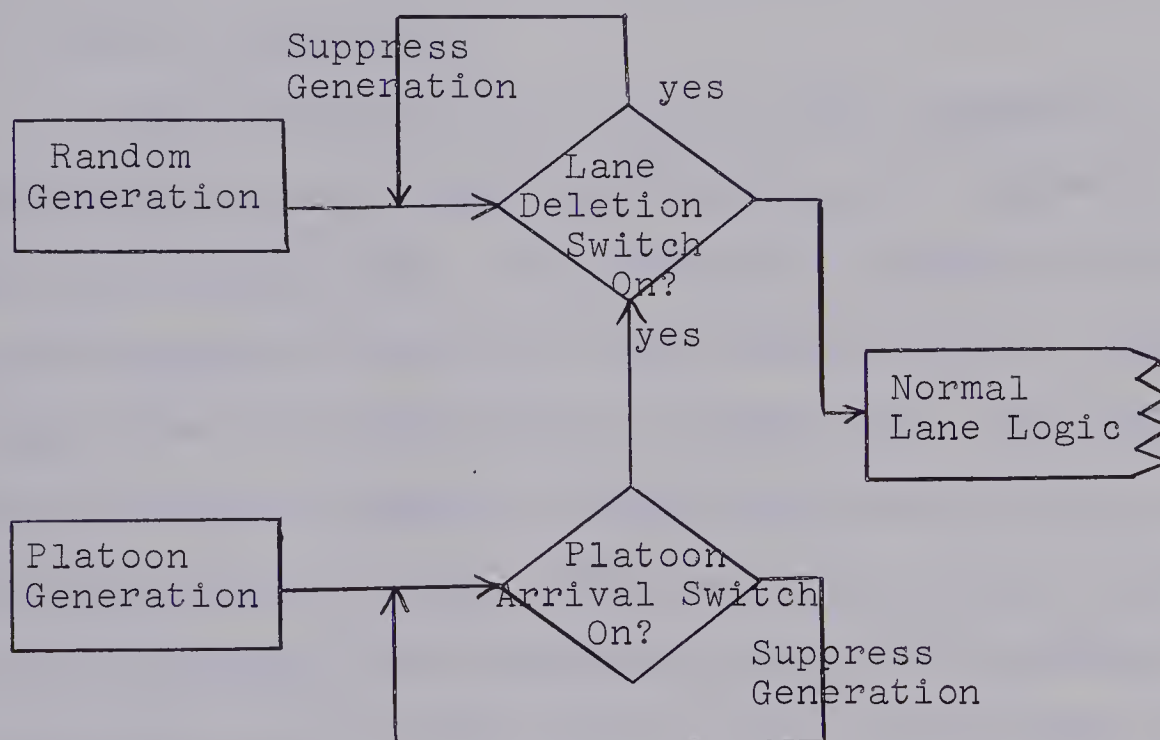 Suppress
Generation
yes
Random
Generation
Lane
Deletion
Switch
On?
yes
Normal
Lane Logic
Platoon
Generation
Platoon
Arrival Switch
On?
Suppress
Generation